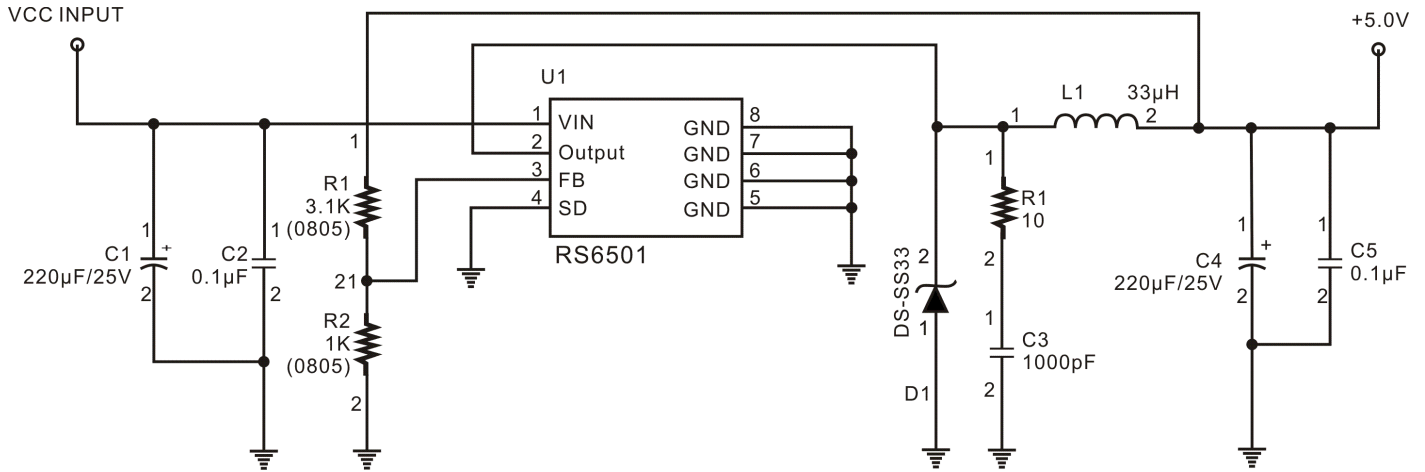 VCC INPUT
+5.0V
U1
L1
33µH
1
2
1
VIN
2
Output
3
FB
4
SD
GND
8
GND
7
GND
6
GND
5
RS6501
1
R1
3.1K
(0805)
21
R2
1K
(0805)
2
1
C1
+
220µF/25V
2
1
C2
0.1µF
2
1
R1
10
2
1
C3
1000pF
2
2
DS-SS33
1
D1
1
+
C4
220µF/25V
2
1
C5
0.1µF
2